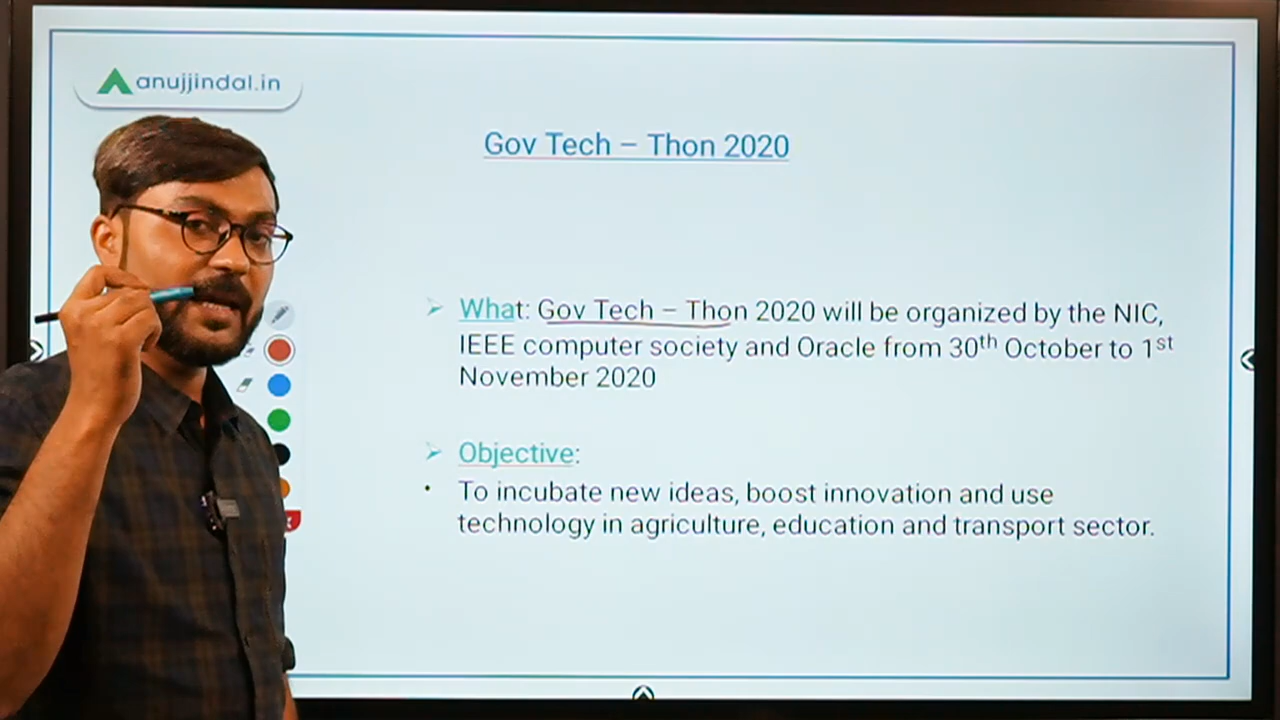 anujjindal.in
Gov Tech – Thon 2020
What: Gov Tech – Thon 2020 will be organized by the NIC,
IEEE computer society and Oracle from 30th October to 1st
November 2020
Objective:
To incubate new ideas, boost innovation and use
technology in agriculture, education and transport sector.